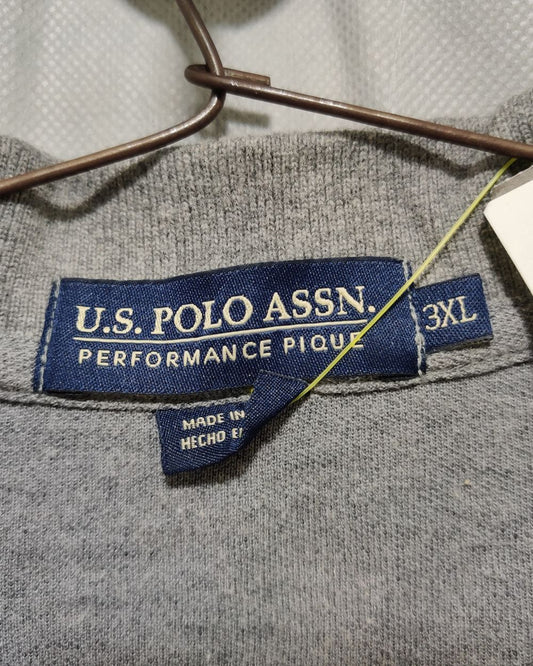 U.S. POLO ASSN.
PERFORMANCE PIQUE
3XL
MADE IN
HECHO